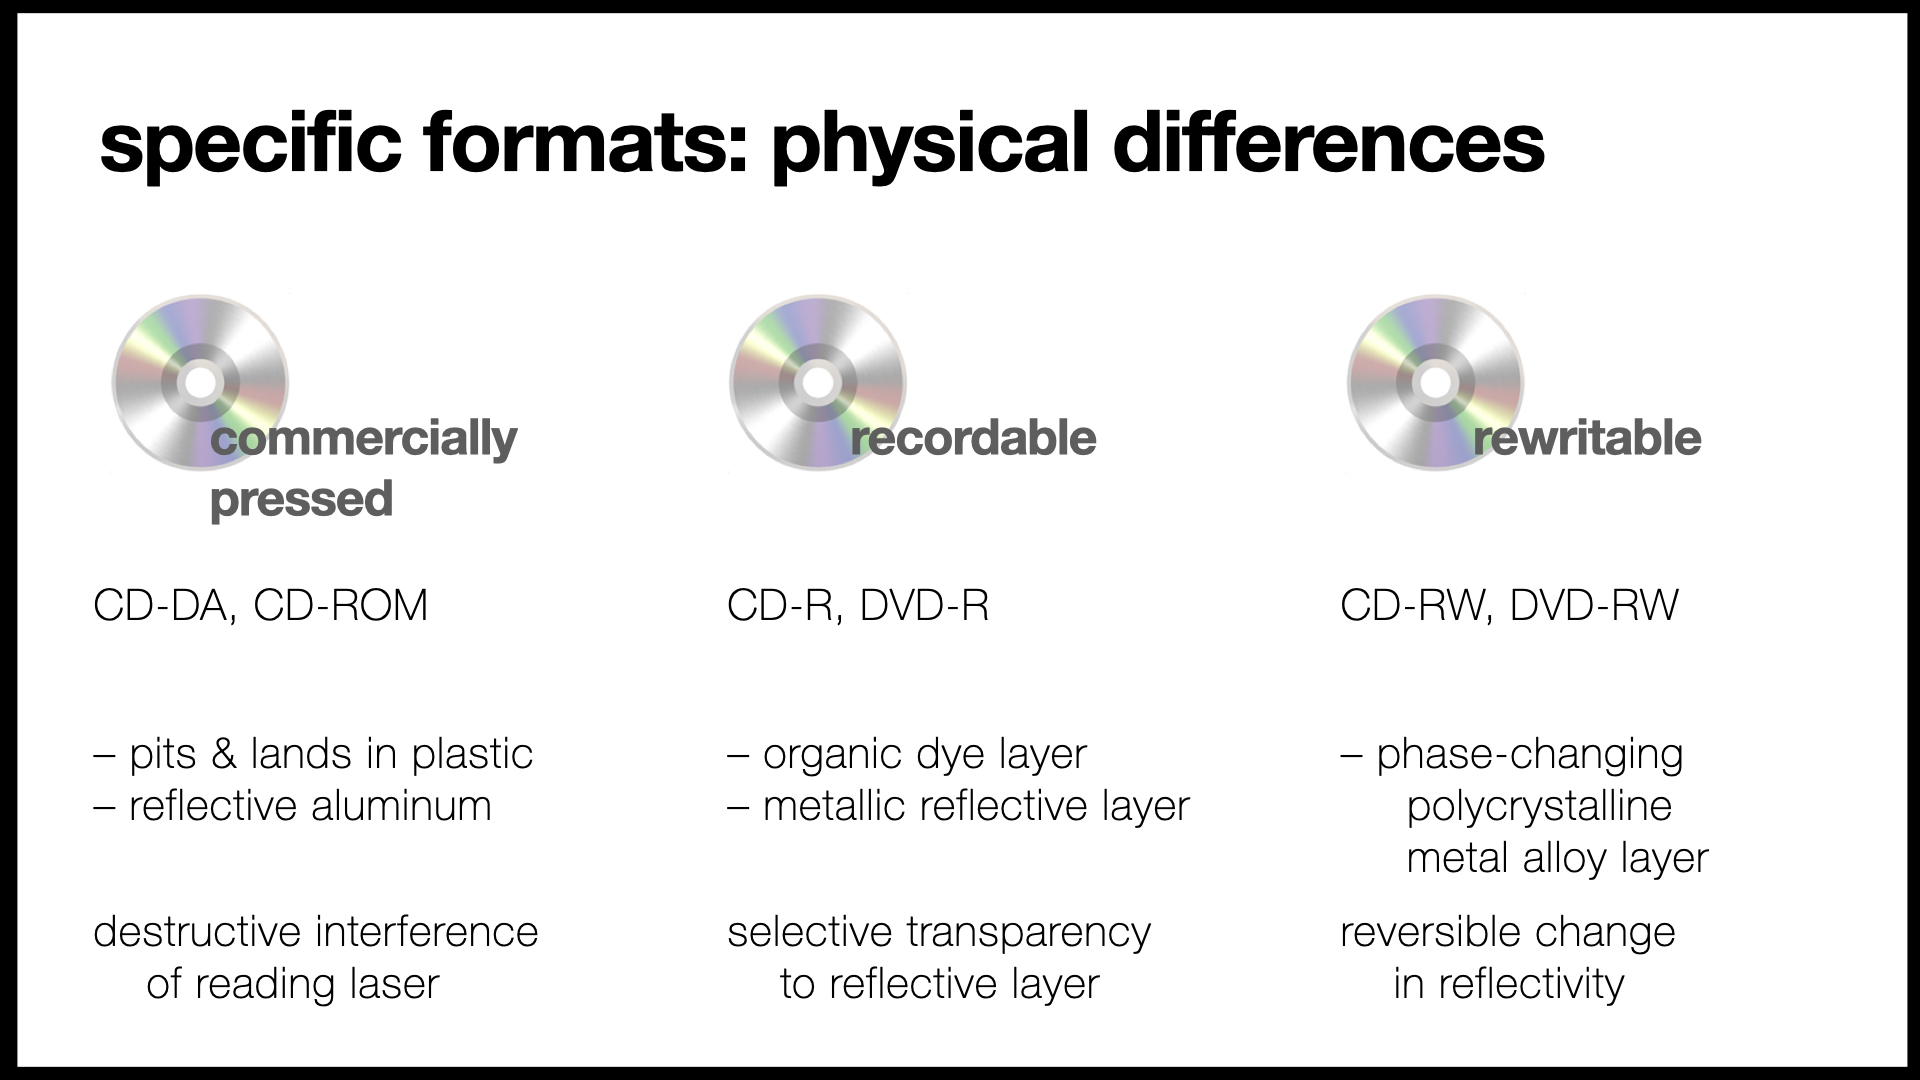 specific formats: physical differences
commercially
pressed
CD-DA, CD-ROM
– pits & lands in plastic
– reflective aluminum
destructive interference
of reading laser
recordable
CD-R, DVD-R
– organic dye layer
– metallic reflective layer
selective transparency
to reflective layer
rewritable
CD-RW, DVD-RW
– phase-changing
polycrystalline
metal alloy layer
reversible change
in reflectivity